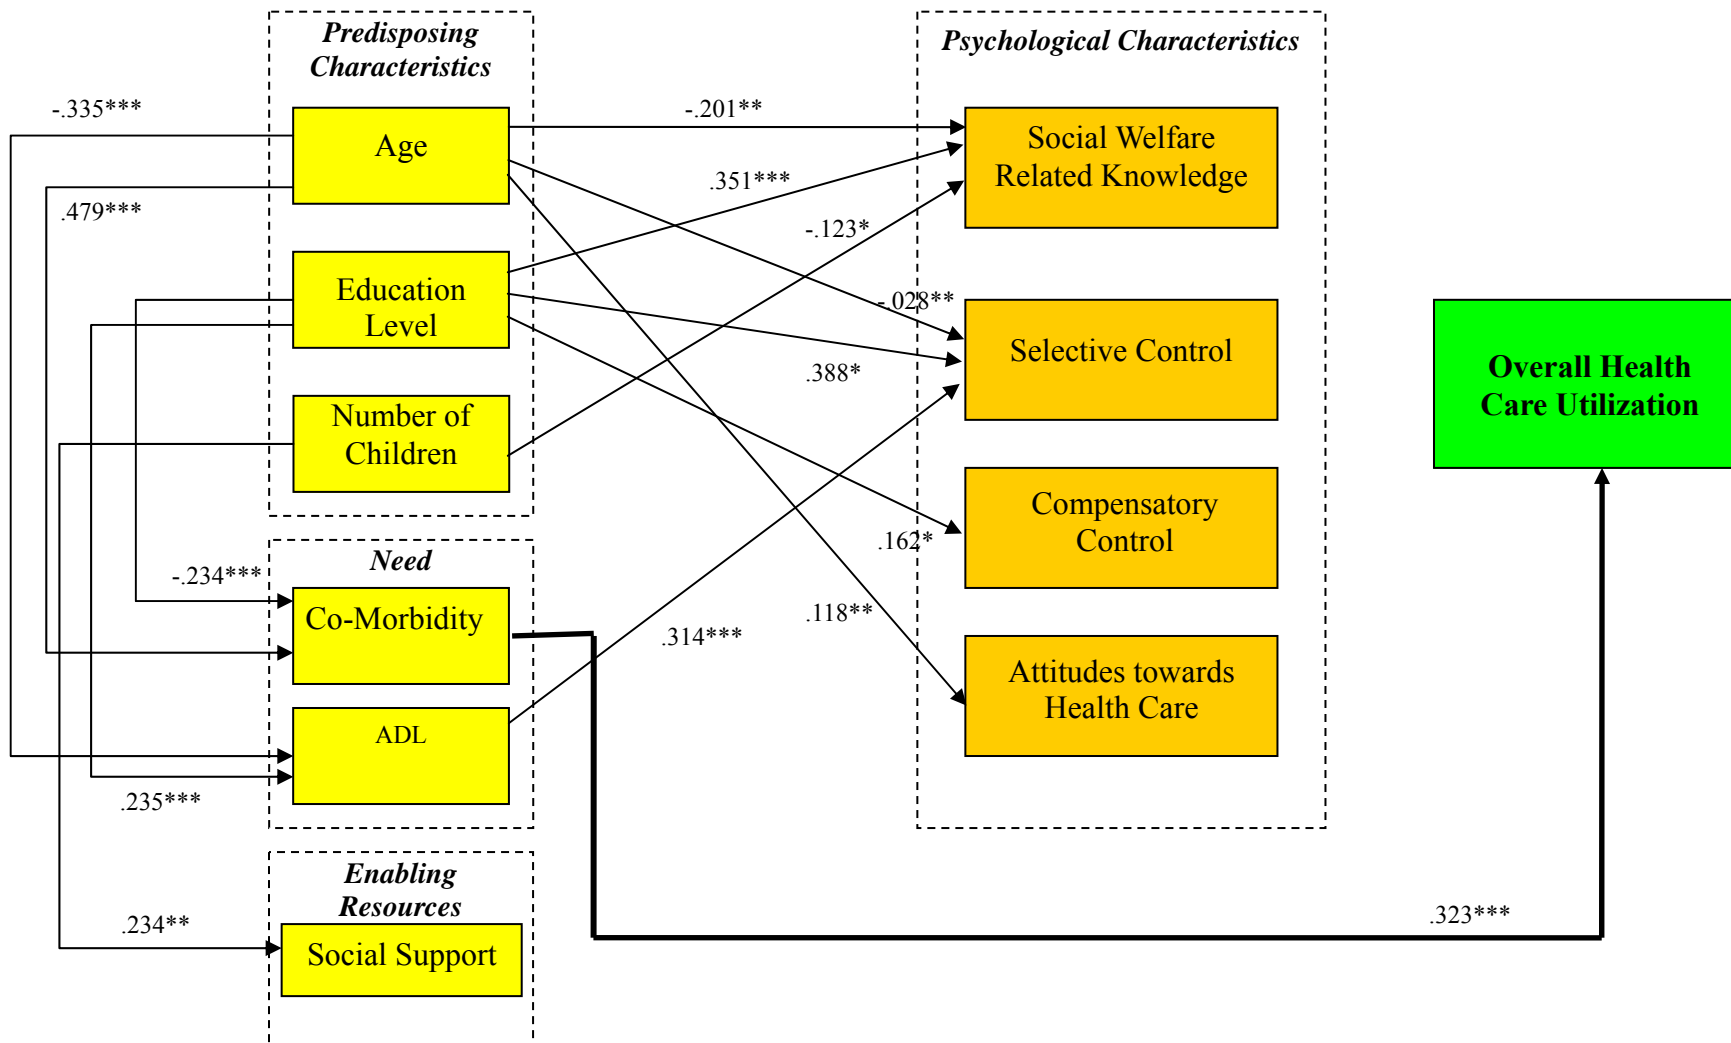 Predisposing
Characteristics
Psychological Characteristics
-.335***
-.201**
Age
Social Welfare
Related Knowledge
.351***
.479***
-.123*
Education
Level
-.028**
Selective Control
.388*
Overall Health
Care Utilization
Number of
Children
Compensatory
Control
.162*
Need
-.234***
Co-Morbidity
.118**
.314***
Attitudes towards
Health Care
ADL
.235***
Enabling
Resources
.234**
Social Support
.323***